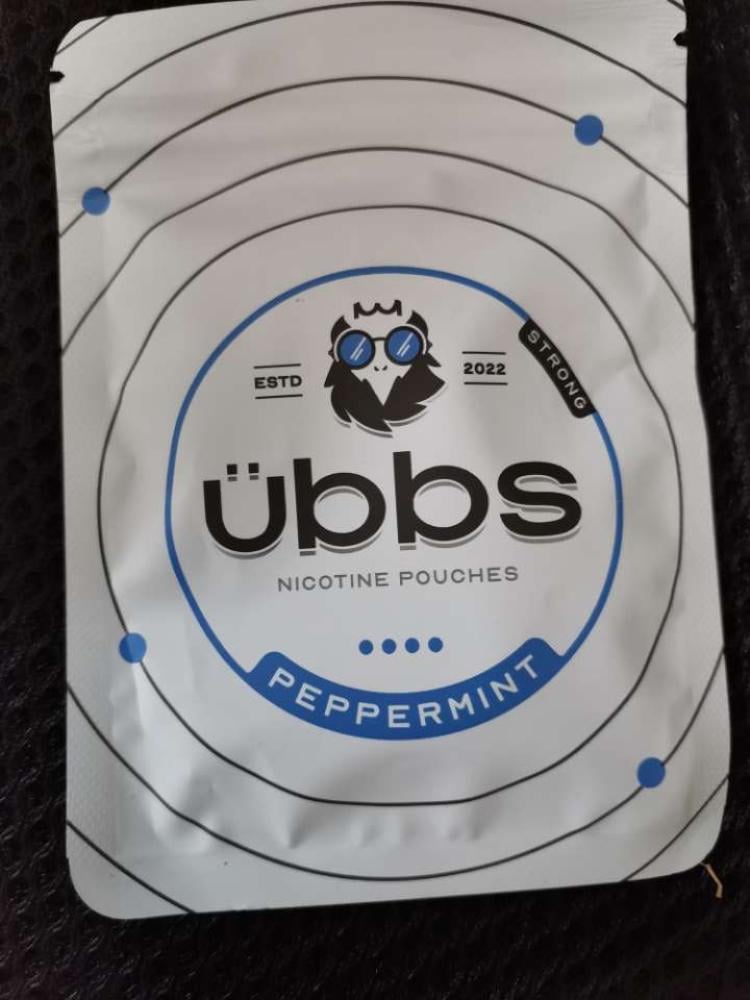 STRONG
ESTD 2022
übbs
NICOTINE POUCHES
PEPPERMINT